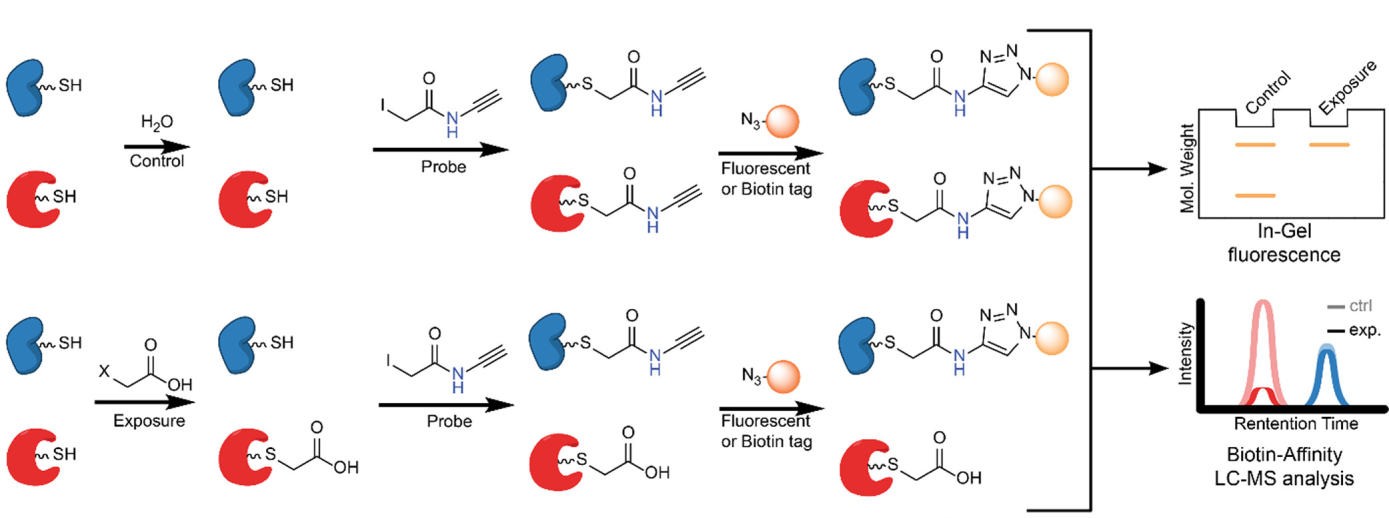 SH
SH
H₂O
Control
SH
SH
I
O
N
H
Probe
S
O
N
H
S
O
N
H
N₃
Fluorescent
or Biotin tag
S
O
N
H
N
N
N
S
O
N
H
N
N
N
Mol. Weight
Control
Exposure
In-Gel
fluorescence
SH
SH
X
O
OH
Exposure
SH
S
O
OH
I
O
N
H
Probe
S
O
N
H
S
O
OH
N₃
Fluorescent
or Biotin tag
S
O
N
H
N
N
N
S
O
OH
Intensity
ctrl
exp.
Rentention Time
Biotin-Affinity
LC-MS analysis